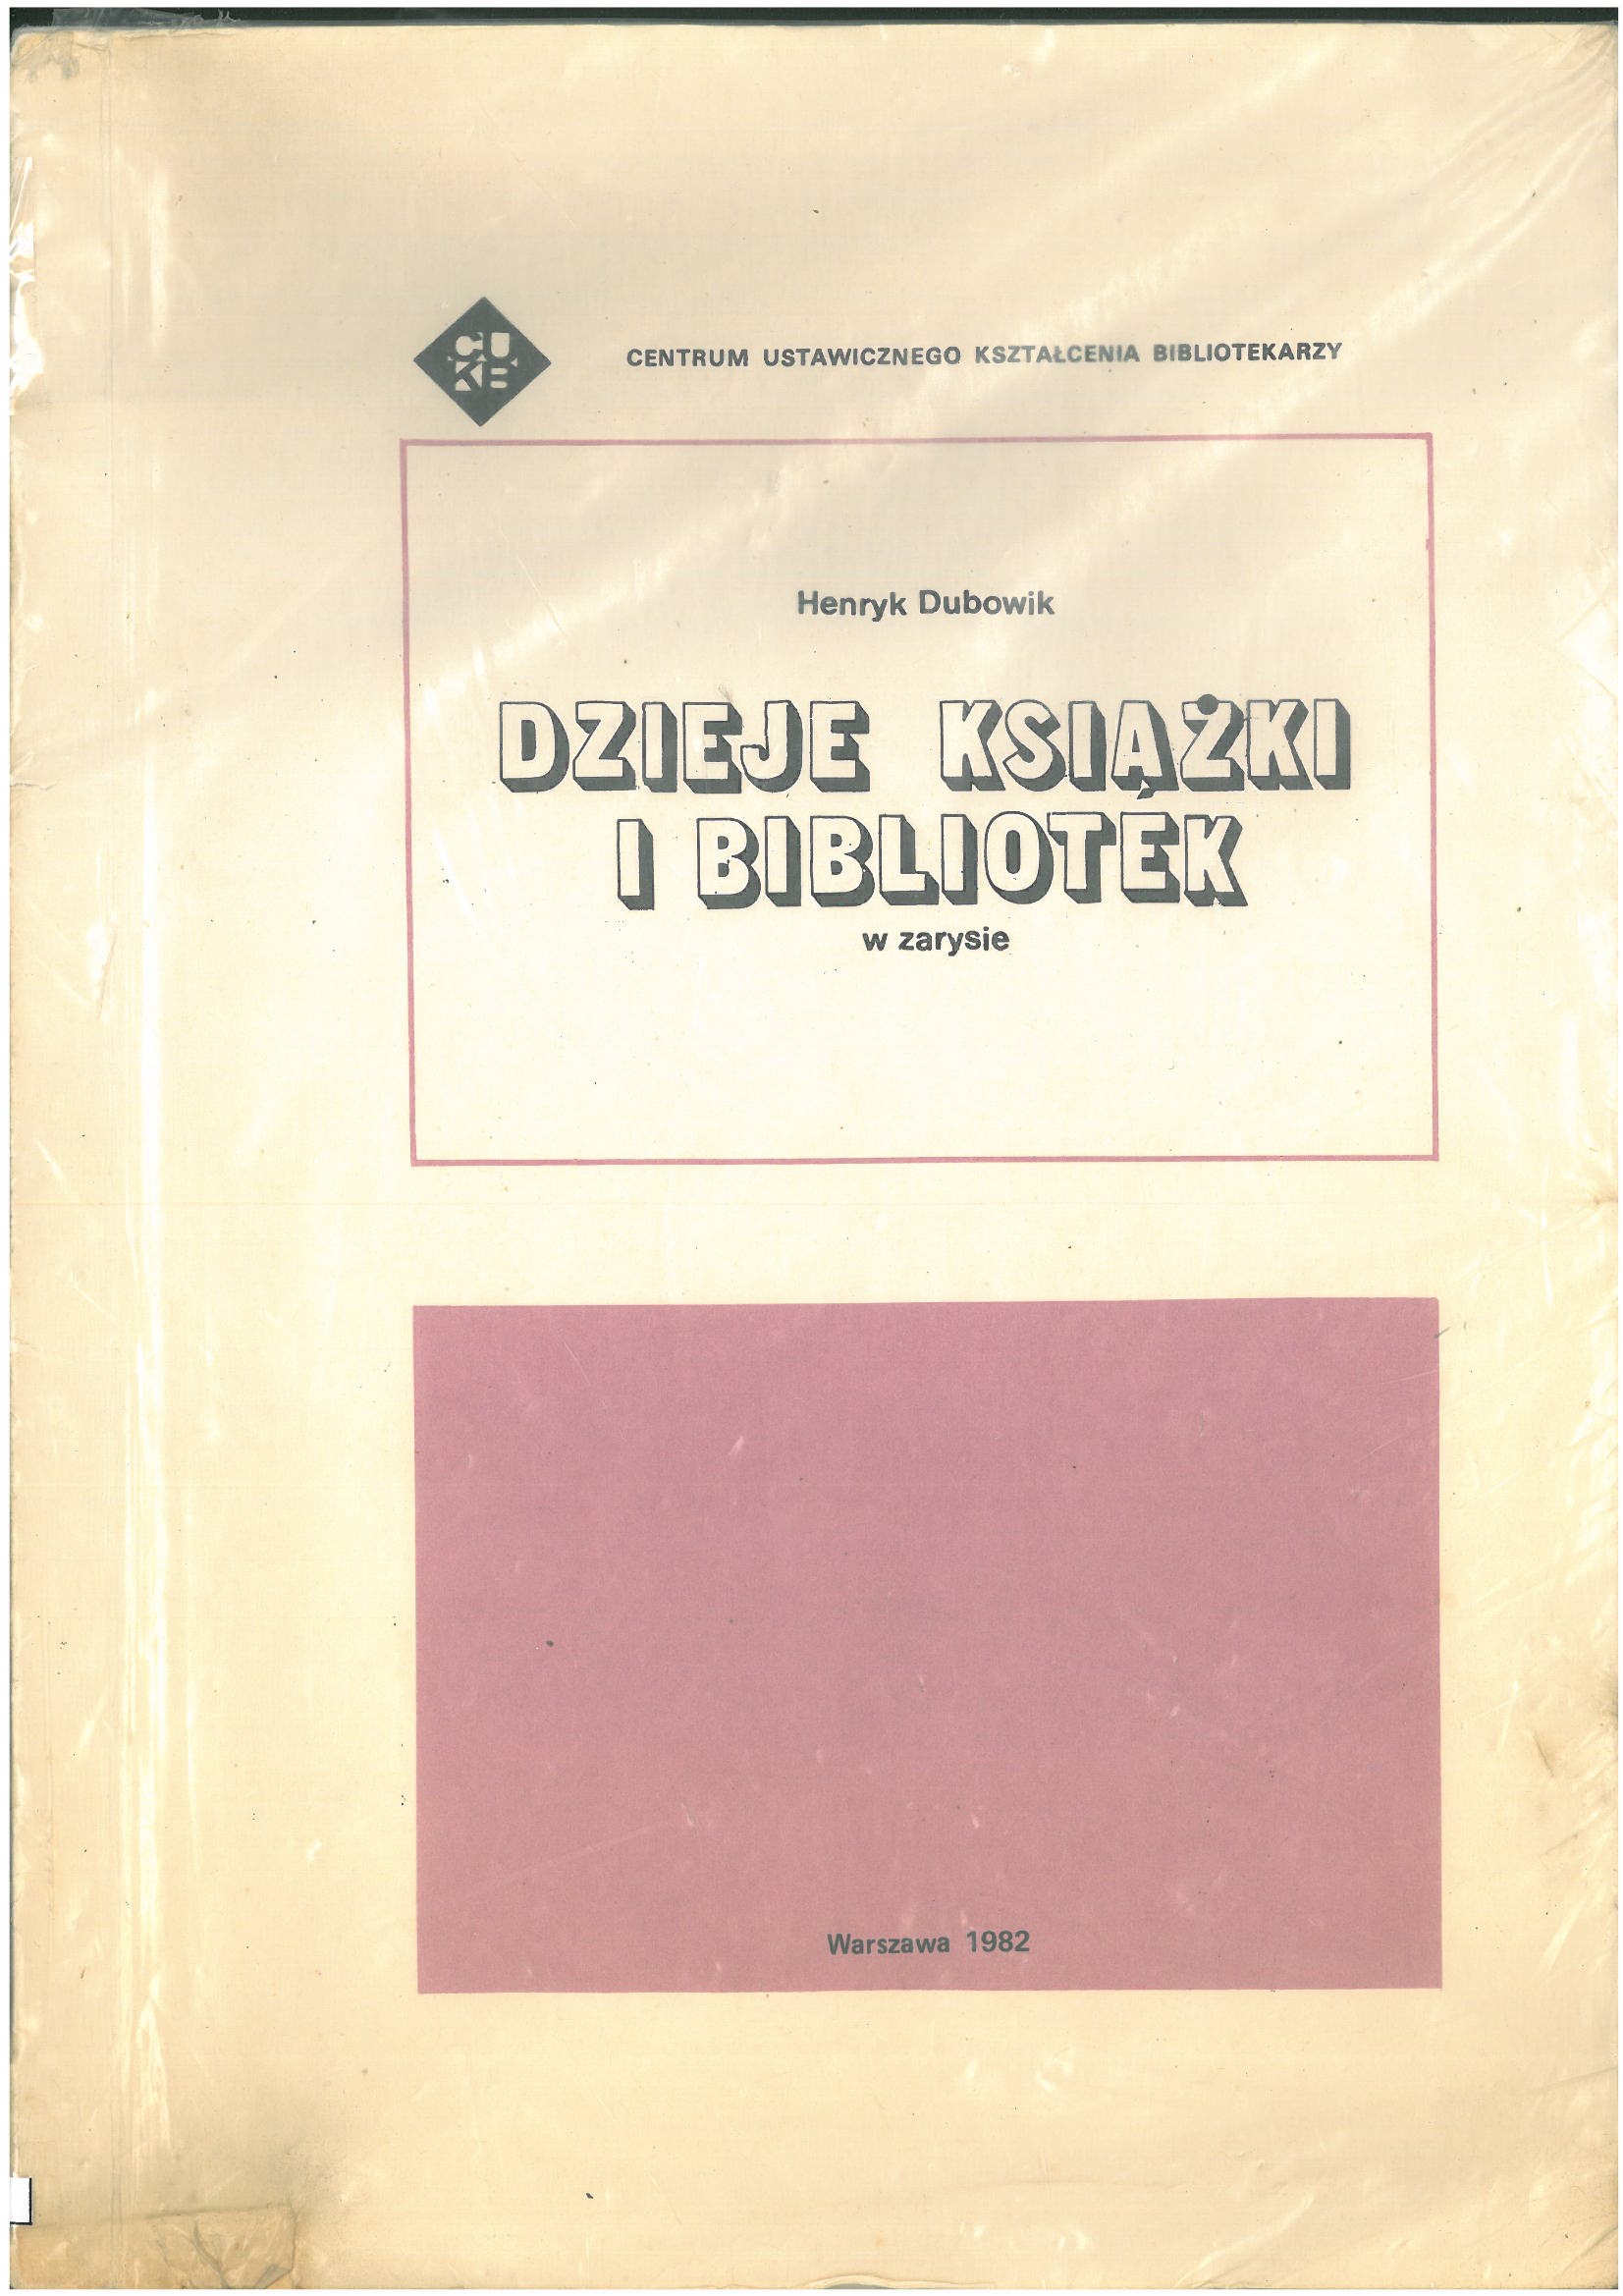 CU
KB
CENTRUM USTAWICZNEGO KSZTAŁCENIA BIBLIOTEKARZY
Henryk Dubowik
DZIEJE KSIĄŻKI
I BIBLIOTEK
w zarysie
Warszawa 1982